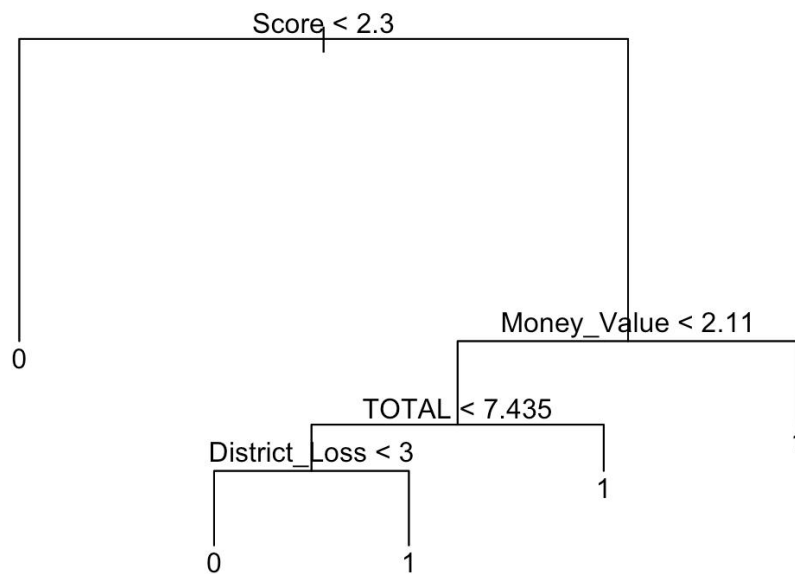 Score < 2.3
Money_Value < 2.11
0
TOTAL < 7.435
District_Loss < 3
1
0
1